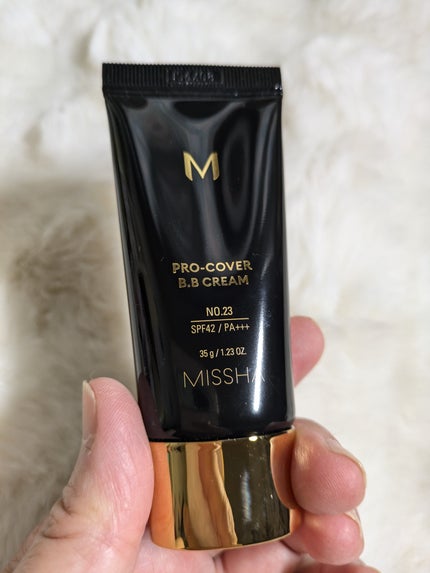 M
PRO-COVER
B.B CREAM
NO.23
SPF42 / PA+++
35 g / 1.23 OZ.
MISSHA